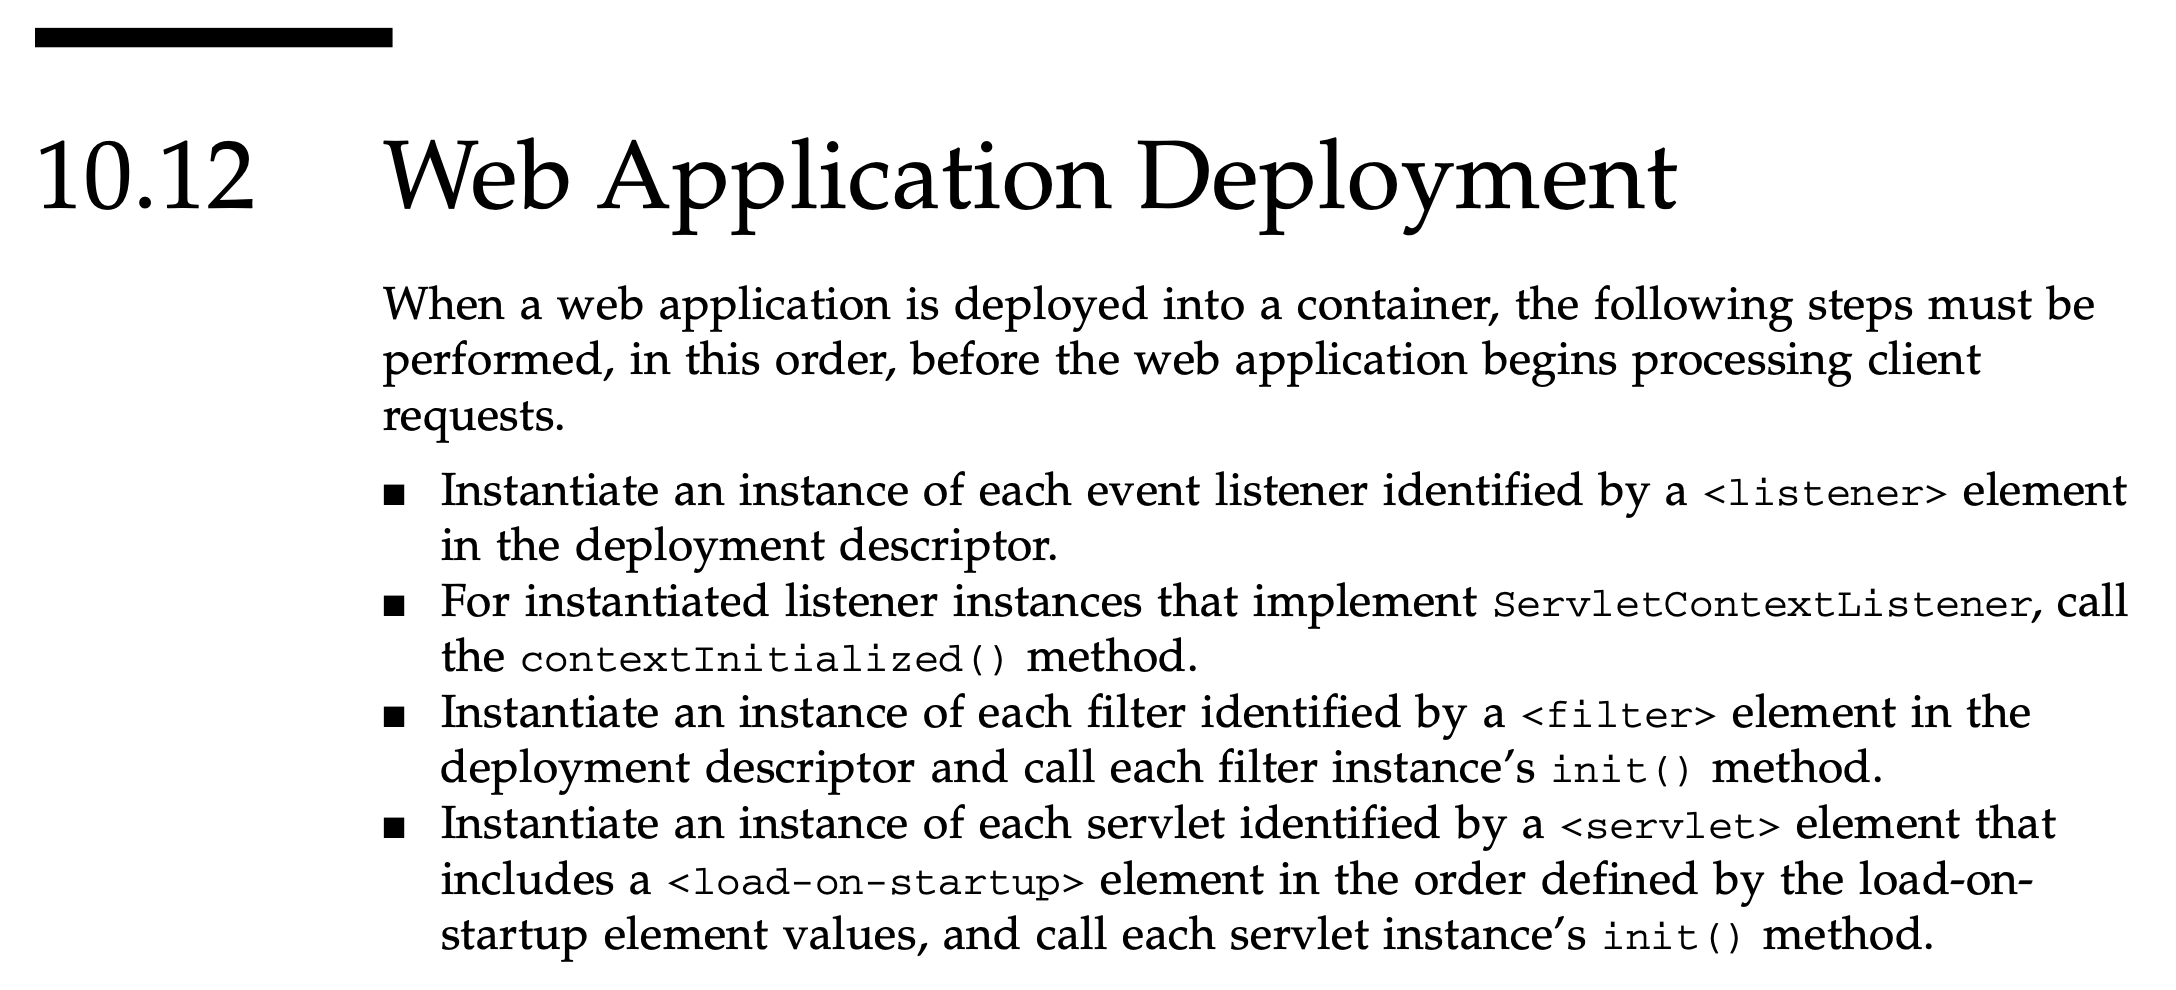 10.12 Web Application Deployment
When a web application is deployed into a container, the following steps must be
performed, in this order, before the web application begins processing client
requests.
■ Instantiate an instance of each event listener identified by a <listener> element
in the deployment descriptor.
■ For instantiated listener instances that implement ServletContextListener, call
the contextInitialized() method.
■ Instantiate an instance of each filter identified by a <filter> element in the
deployment descriptor and call each filter instance’s init() method.
■ Instantiate an instance of each servlet identified by a <servlet> element that
includes a <load-on-startup> element in the order defined by the load-on-
startup element values, and call each servlet instance’s init() method.